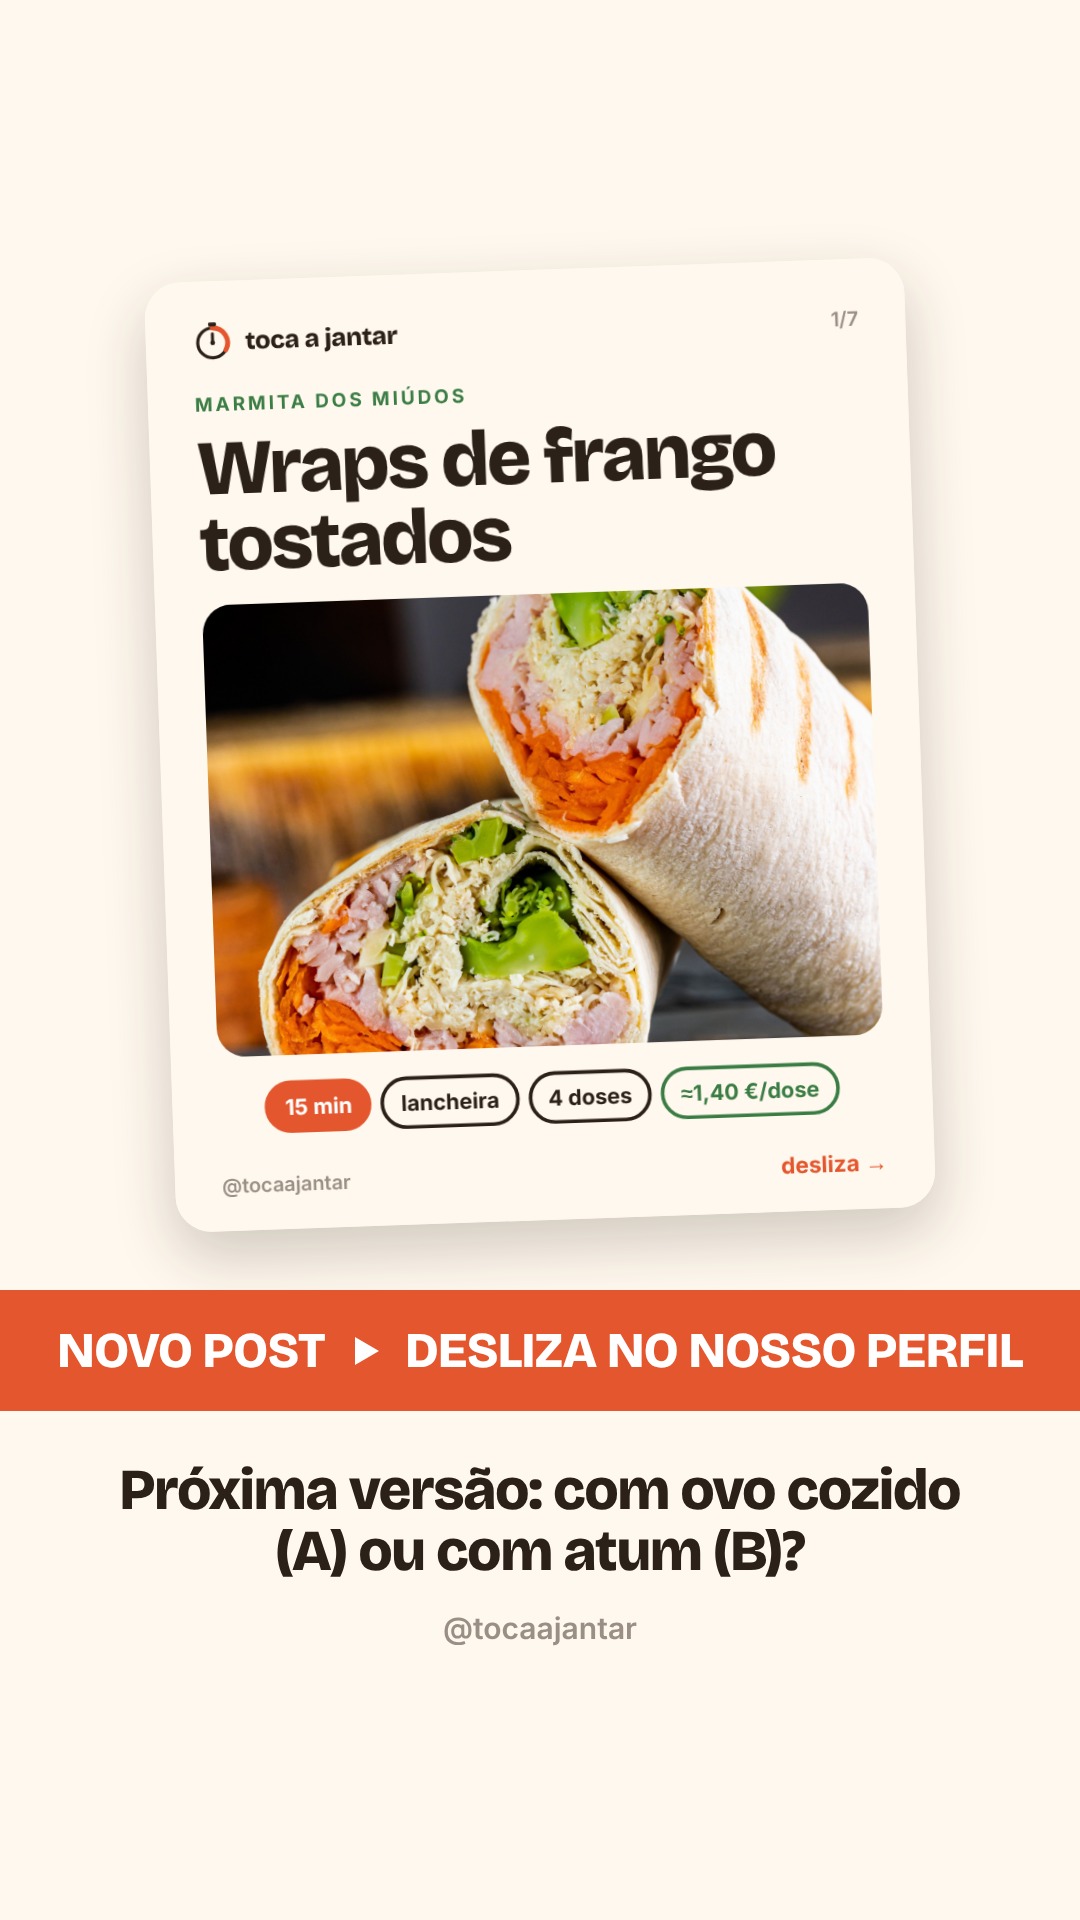 toca a jantar
1/7
MARMITA DOS MIÚDOS
Wraps de frango
tostados
15 min
lancheira
4 doses
≈1,40 €/dose
@tocaajantar
desliza →
NOVO POST ▶ DESLIZA NO NOSSO PERFIL
Próxima versão: com ovo cozido
(A) ou com atum (B)?
@tocaajantar